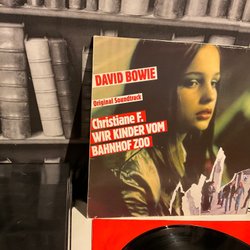 DAVID BOWIE
Original Soundtrack
Christiane F.
WIR KINDER VOM
BAHNHOF ZOO